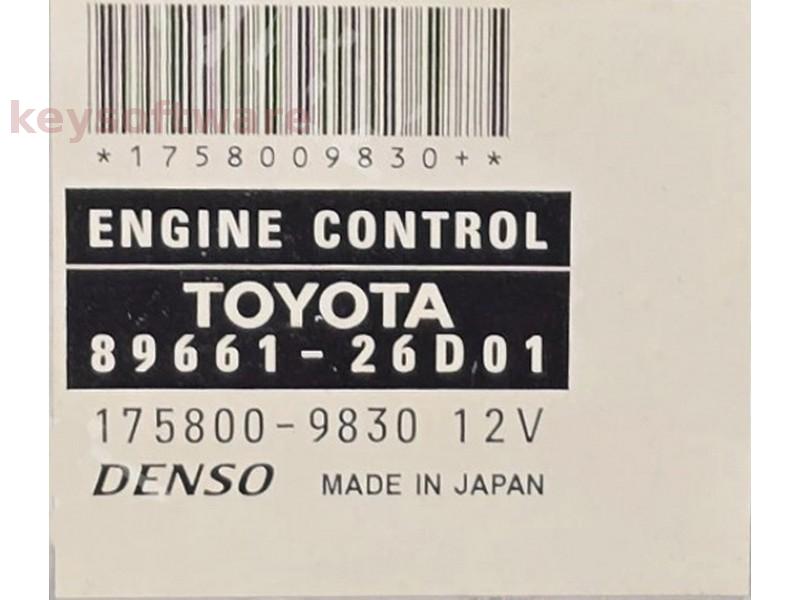 keysoftware
*1758009830+*
ENGINE CONTROL
TOYOTA
89661-26D01
175800-9830 12V
DENSO MADE IN JAPAN